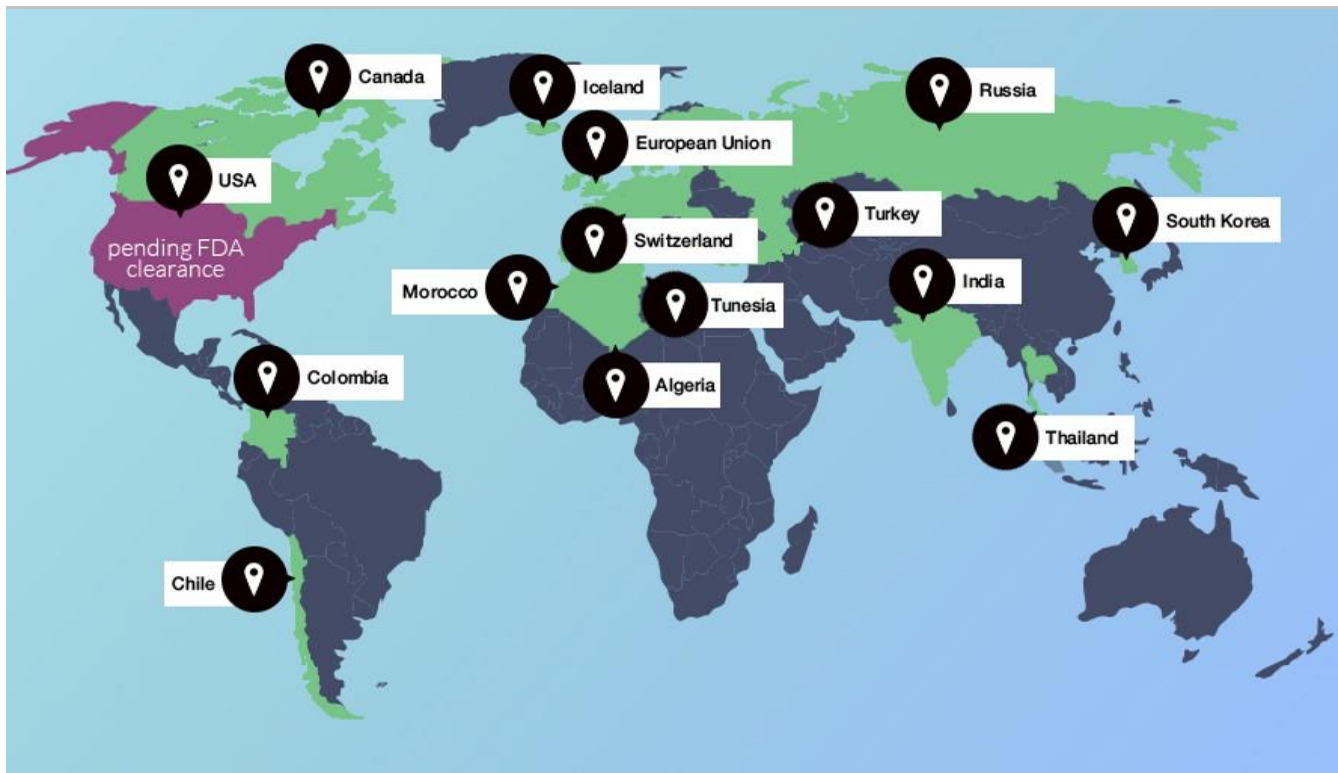 Canada
Iceland
Russia
European Union
USA
Turkey
South Korea
Switzerland
pending FDA
clearance
Morocco
Tunesia
India
Colombia
Algeria
Thailand
Chile